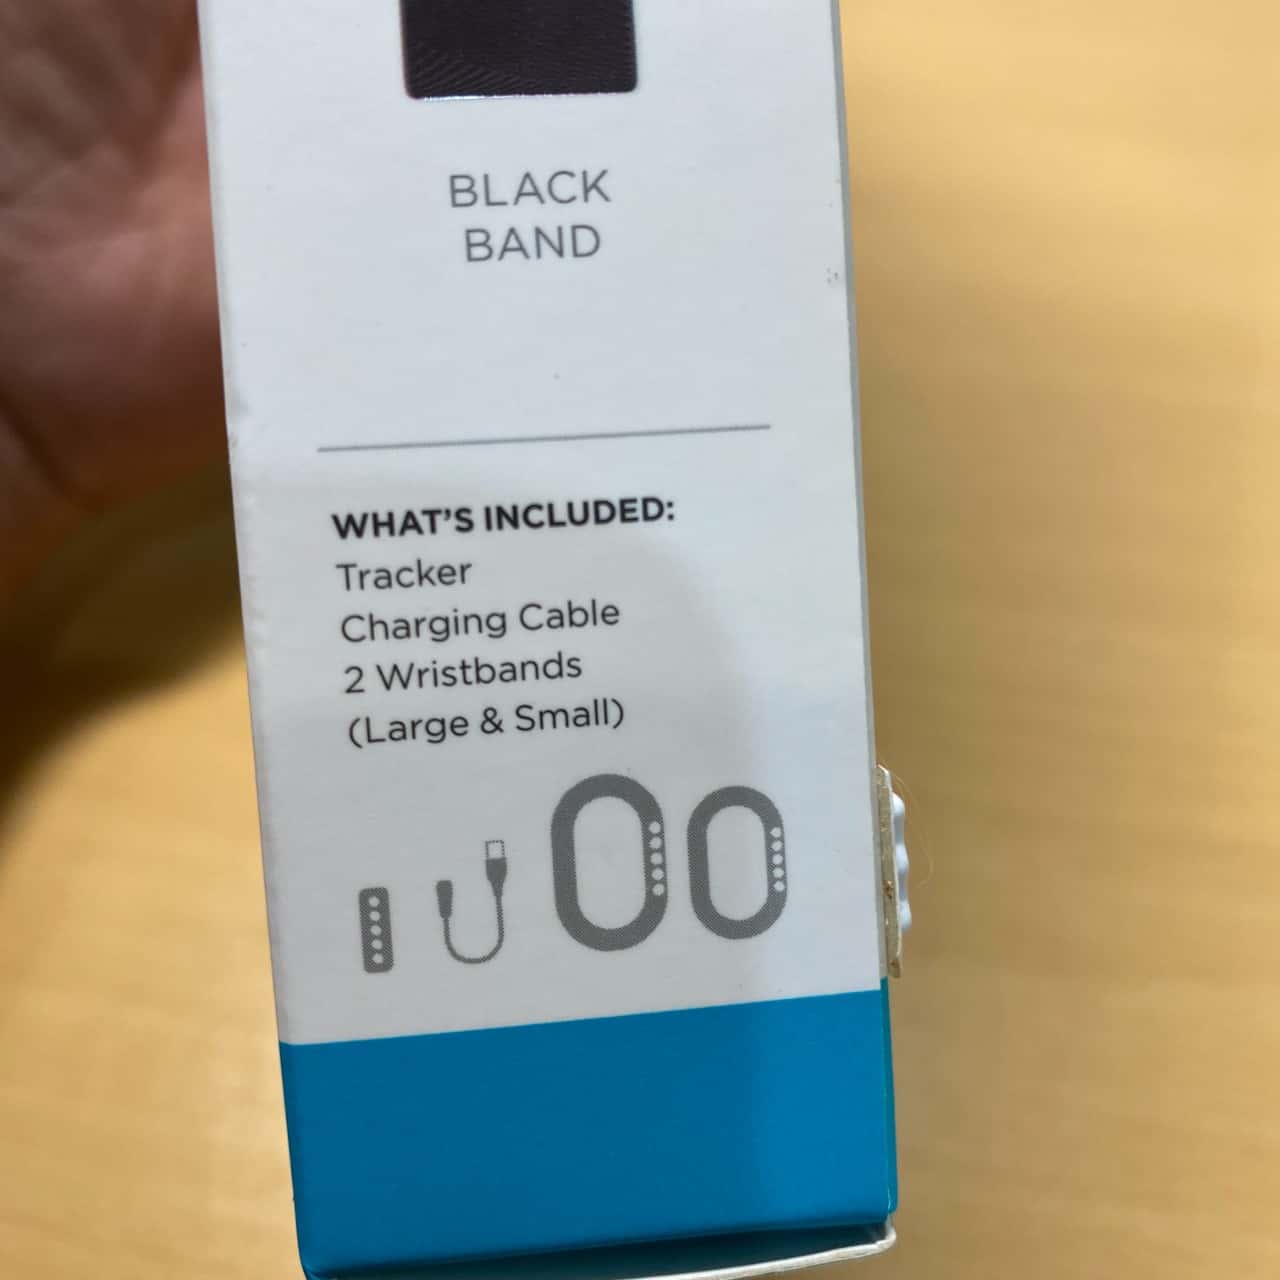 BLACK
BAND
WHAT'S INCLUDED:
Tracker
Charging Cable
2 Wristbands
(Large & Small)